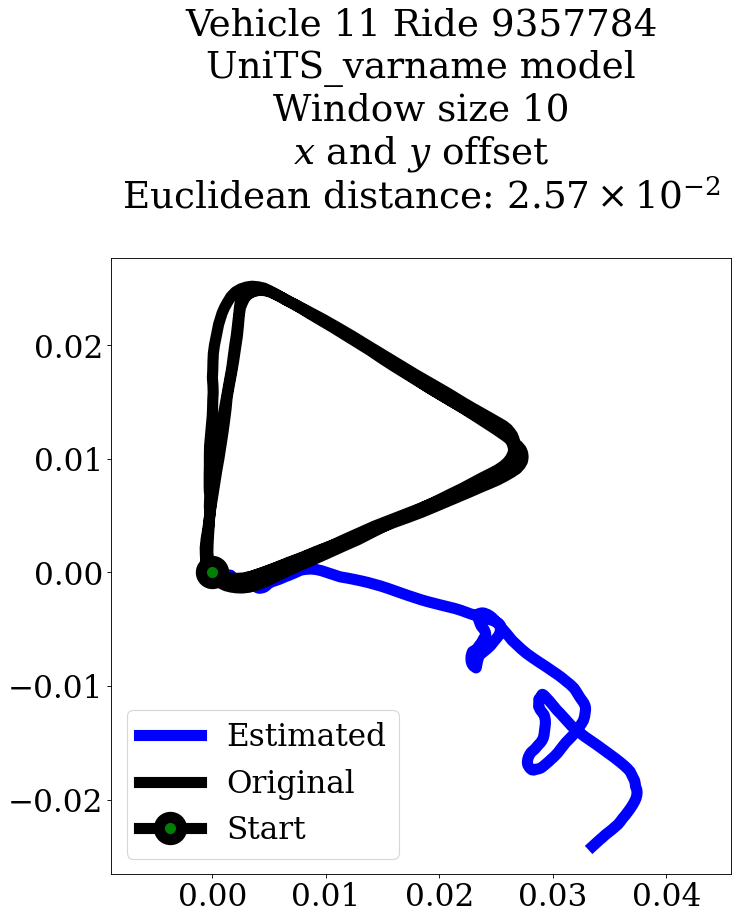 Vehicle 11 Ride 9357784
UniTS_varname model
Window size 10
x and y offset
Euclidean distance: 2.57 × 10⁻²
0.02
0.01
0.00
−0.01
−0.02
Estimated
Original
Start
0.00 0.01 0.02 0.03 0.04